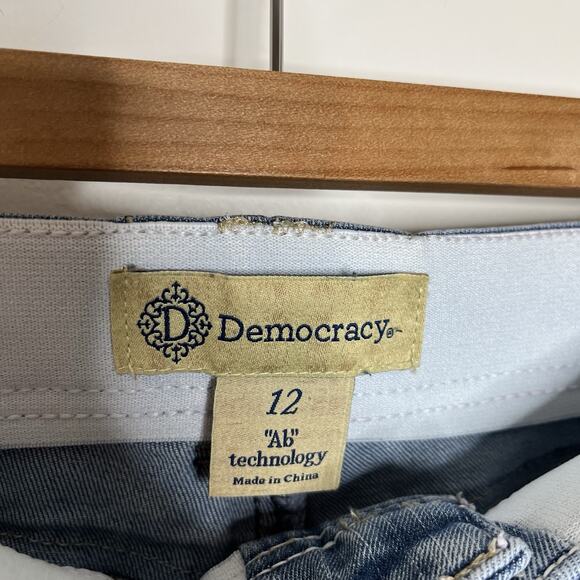 D Democracy®
12
"Ab"
technology
Made in China